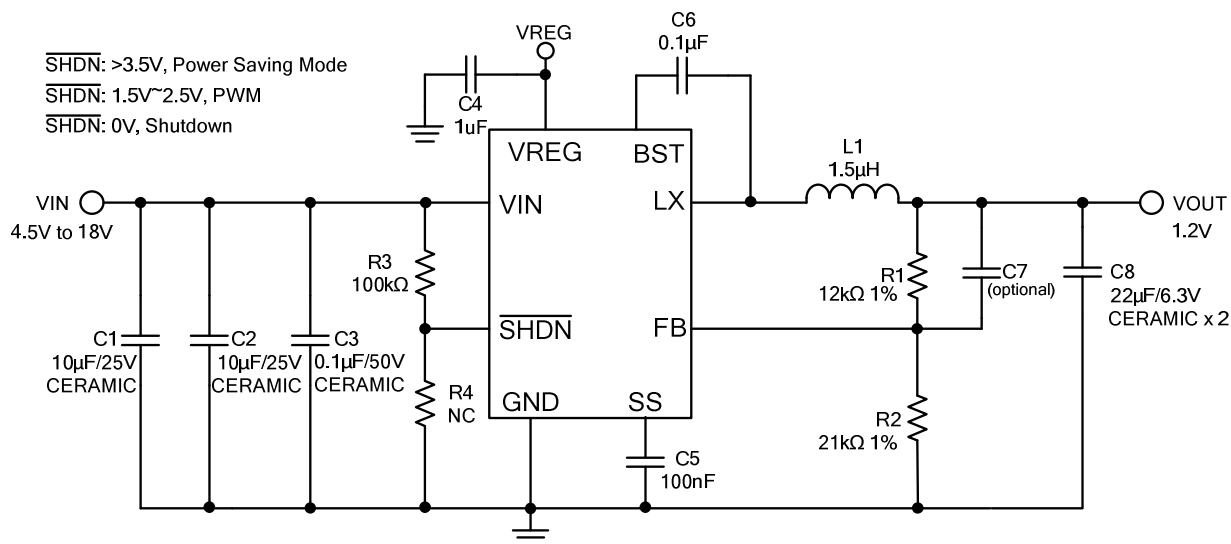 SHDN: >3.5V, Power Saving Mode
SHDN: 1.5V~2.5V, PWM
SHDN: 0V, Shutdown
VREG
C4
1uF
C6
0.1µF
VREG
BST
VIN
LX
SHDN
FB
GND
SS
VIN
4.5V to 18V
C1
10µF/25V
CERAMIC
C2
10µF/25V
CERAMIC
C3
0.1µF/50V
CERAMIC
R3
100kΩ
R4
NC
C5
100nF
L1
1.5µH
R1
12kΩ 1%
R2
21kΩ 1%
C7
(optional)
C8
22µF/6.3V
CERAMIC x 2
VOUT
1.2V